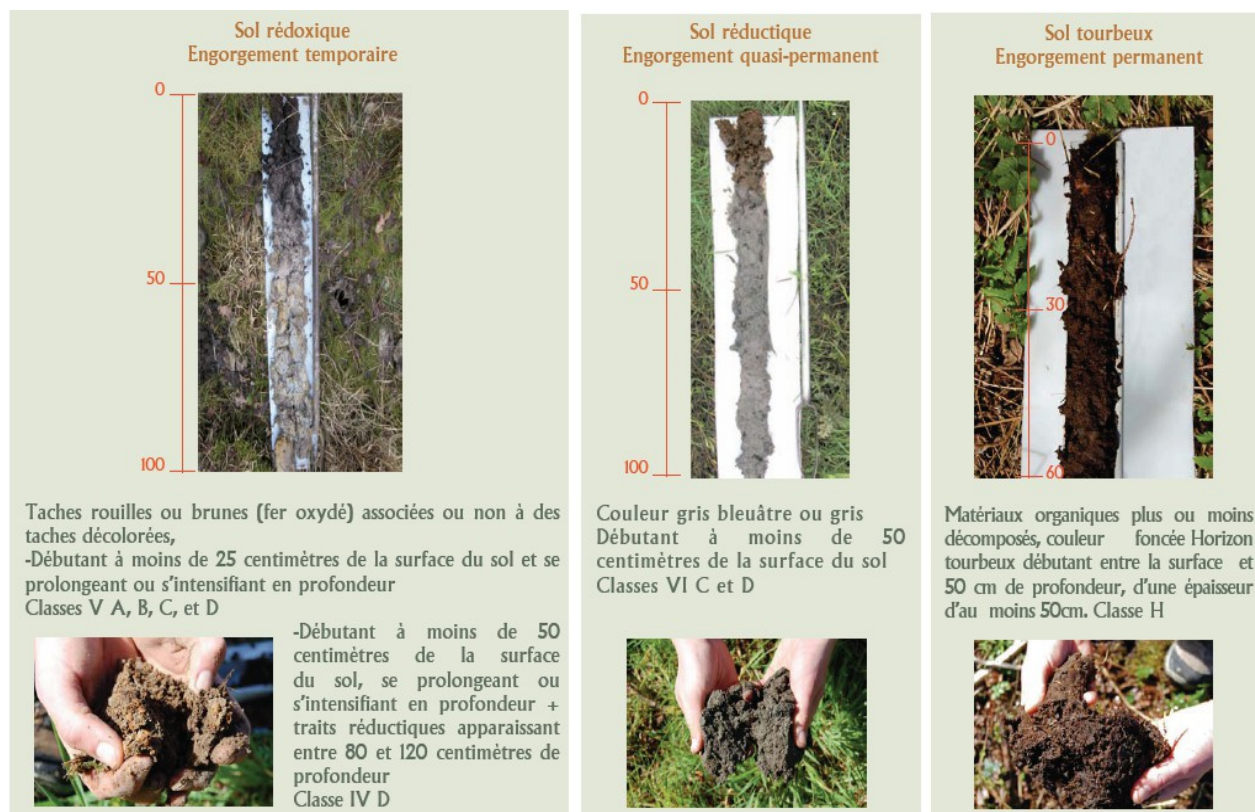 Sol rédoxique
Engorgement temporaire
0
50
100
Taches rouilles ou brunes (fer oxydé) associées ou non à des
taches décolorées,
-Débutant à moins de 25 centimètres de la surface du sol et se
prolongeant ou s'intensifiant en profondeur
Classes V A, B, C, et D
-Débutant à moins de 50
centimètres de la surface
du sol, se prolongeant ou
s'intensifiant en profondeur +
traits réductiques apparaissant
entre 80 et 120 centimètres de
profondeur
Classe IV D
Sol réductique
Engorgement quasi-permanent
0
50
100
Couleur gris bleuâtre ou gris
Débutant à moins de 50
centimètres de la surface du sol
Classes VI C et D
Sol tourbeux
Engorgement permanent
0
30
60
Matériaux organiques plus ou moins
décomposés, couleur foncée Horizon
tourbeux débutant entre la surface et
50 cm de profondeur, d'une épaisseur
d'au moins 50cm. Classe H